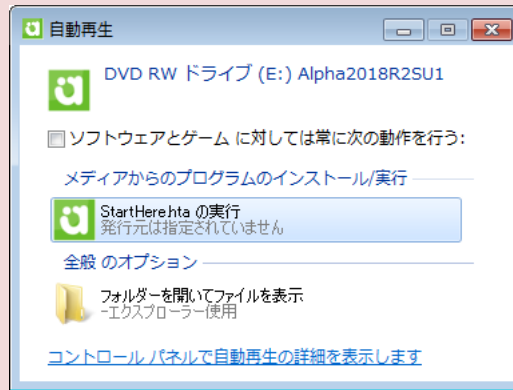 自動再生
DVD RW ドライブ (E:) Alpha2018R2SU1
ソフトウェアとゲーム に対しては常に次の動作を行う:
メディアからのプログラムのインストール/実行
StartHere.hta の実行
発行元は指定されていません
全般 のオプション
フォルダーを開いてファイルを表示
-エクスプローラー使用
コントロール パネルで自動再生の詳細を表示します